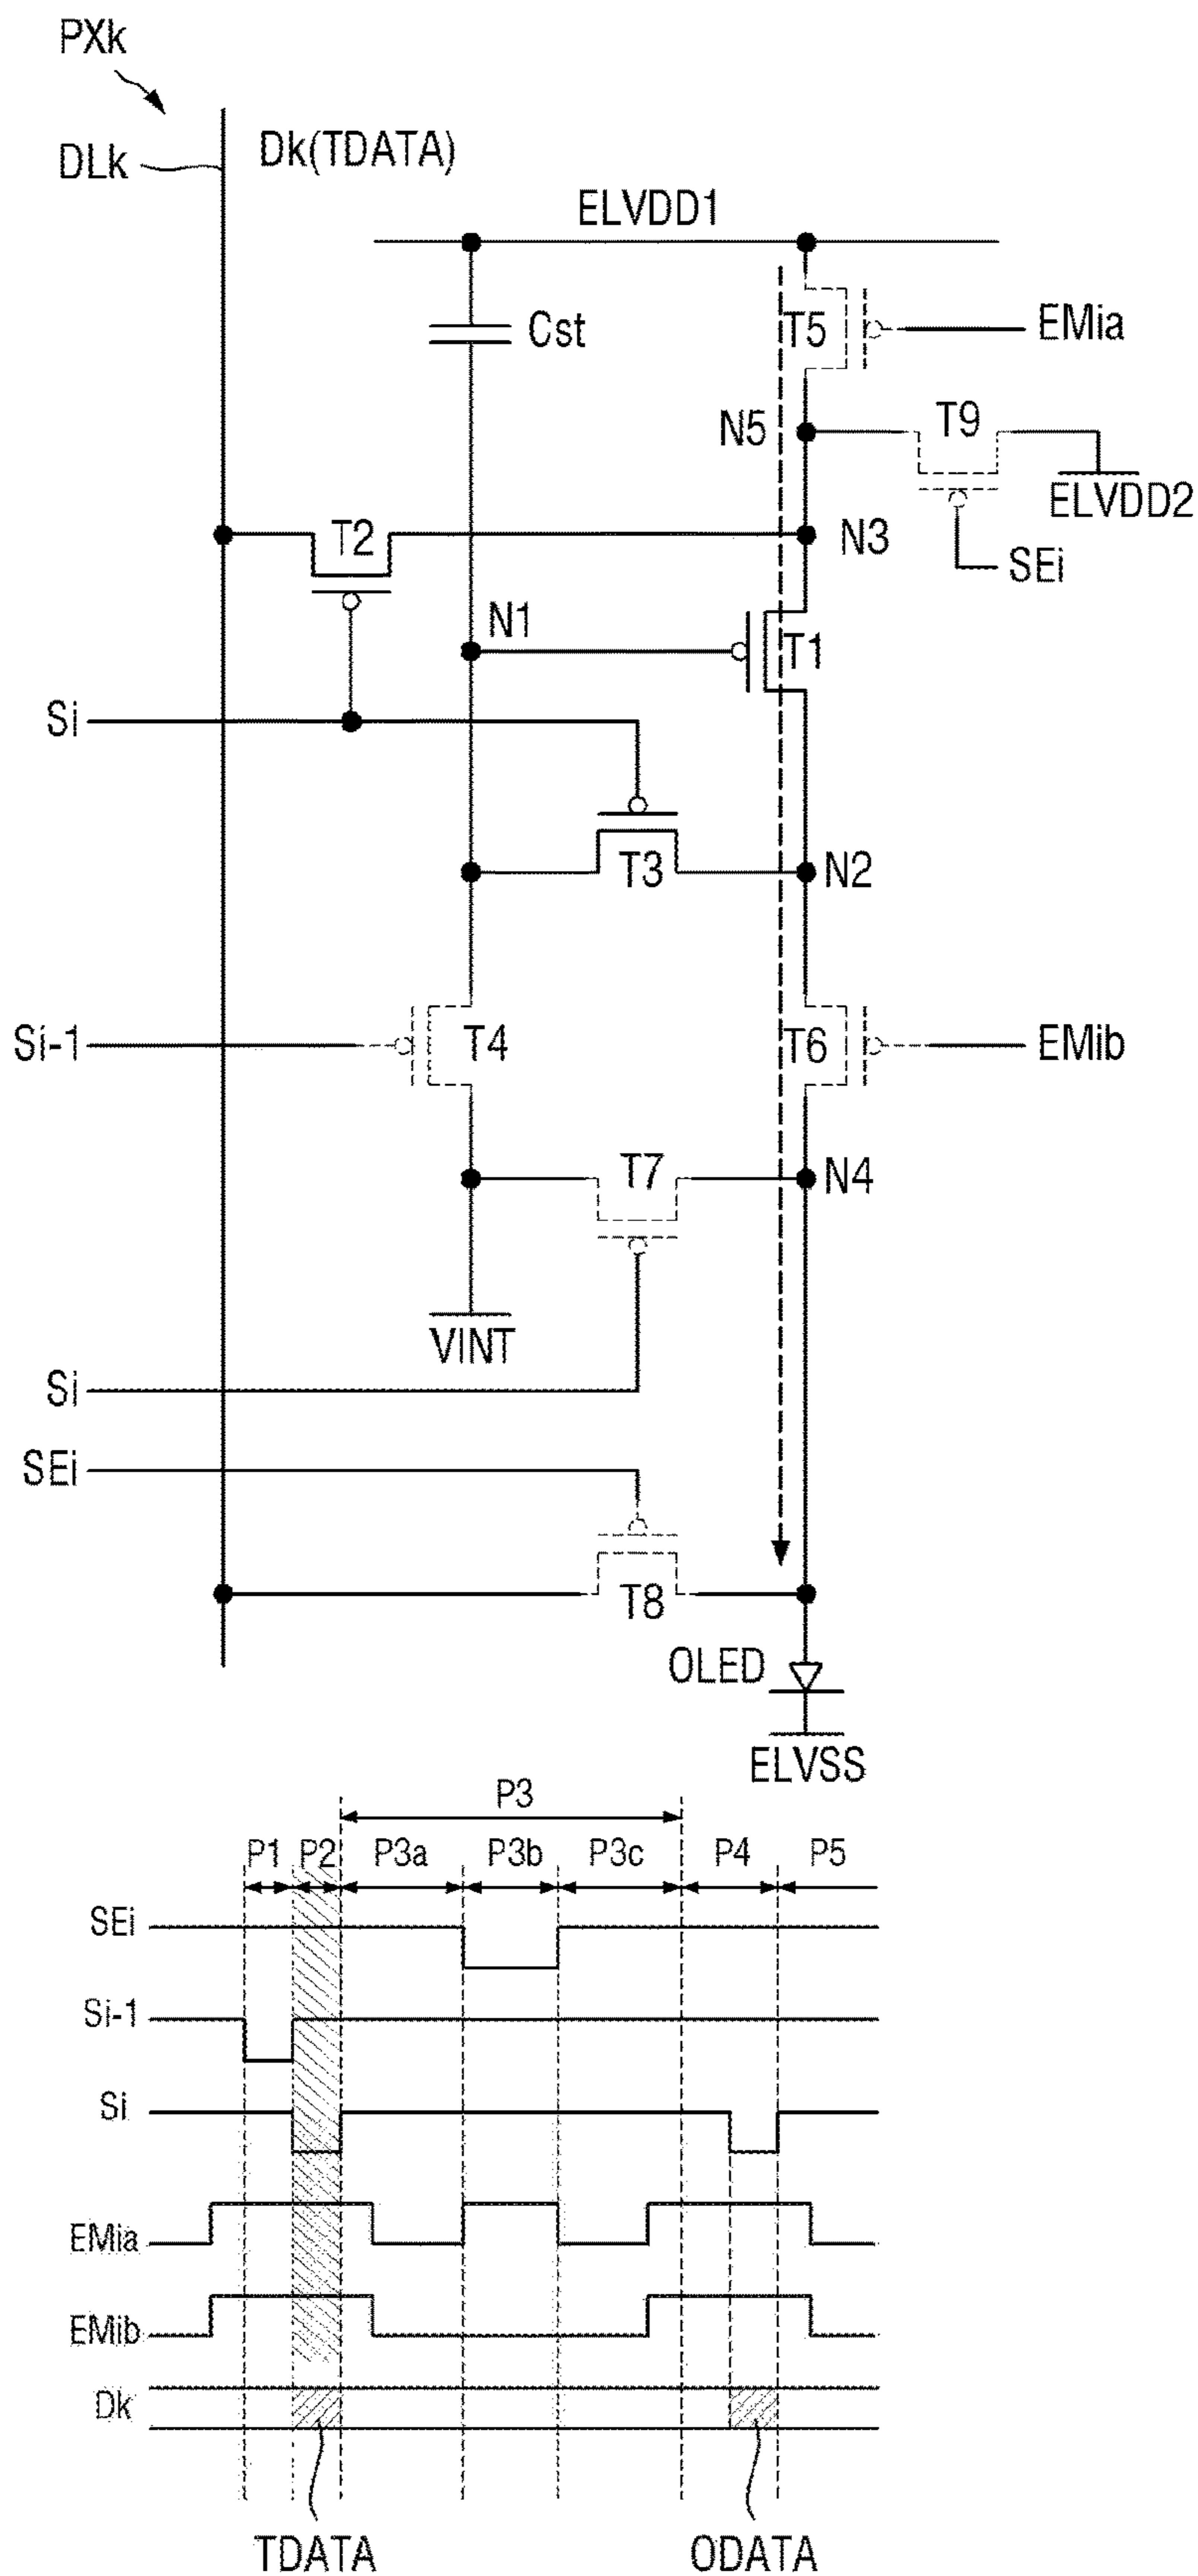 PXk
DLk
Dk(TDATA)
ELVDD1
Cst
T5
EMia
N5
T9
ELVDD2
T2
N3
SEi
N1
T1
Si
T3
N2
Si-1
T4
T6
EMib
T7
N4
VINT
Si
SEi
T8
OLED
ELVSS
P3
P1
P2
P3a
P3b
P3c
P4
P5
SEi
Si-1
Si
EMia
EMib
Dk
TDATA
ODATA